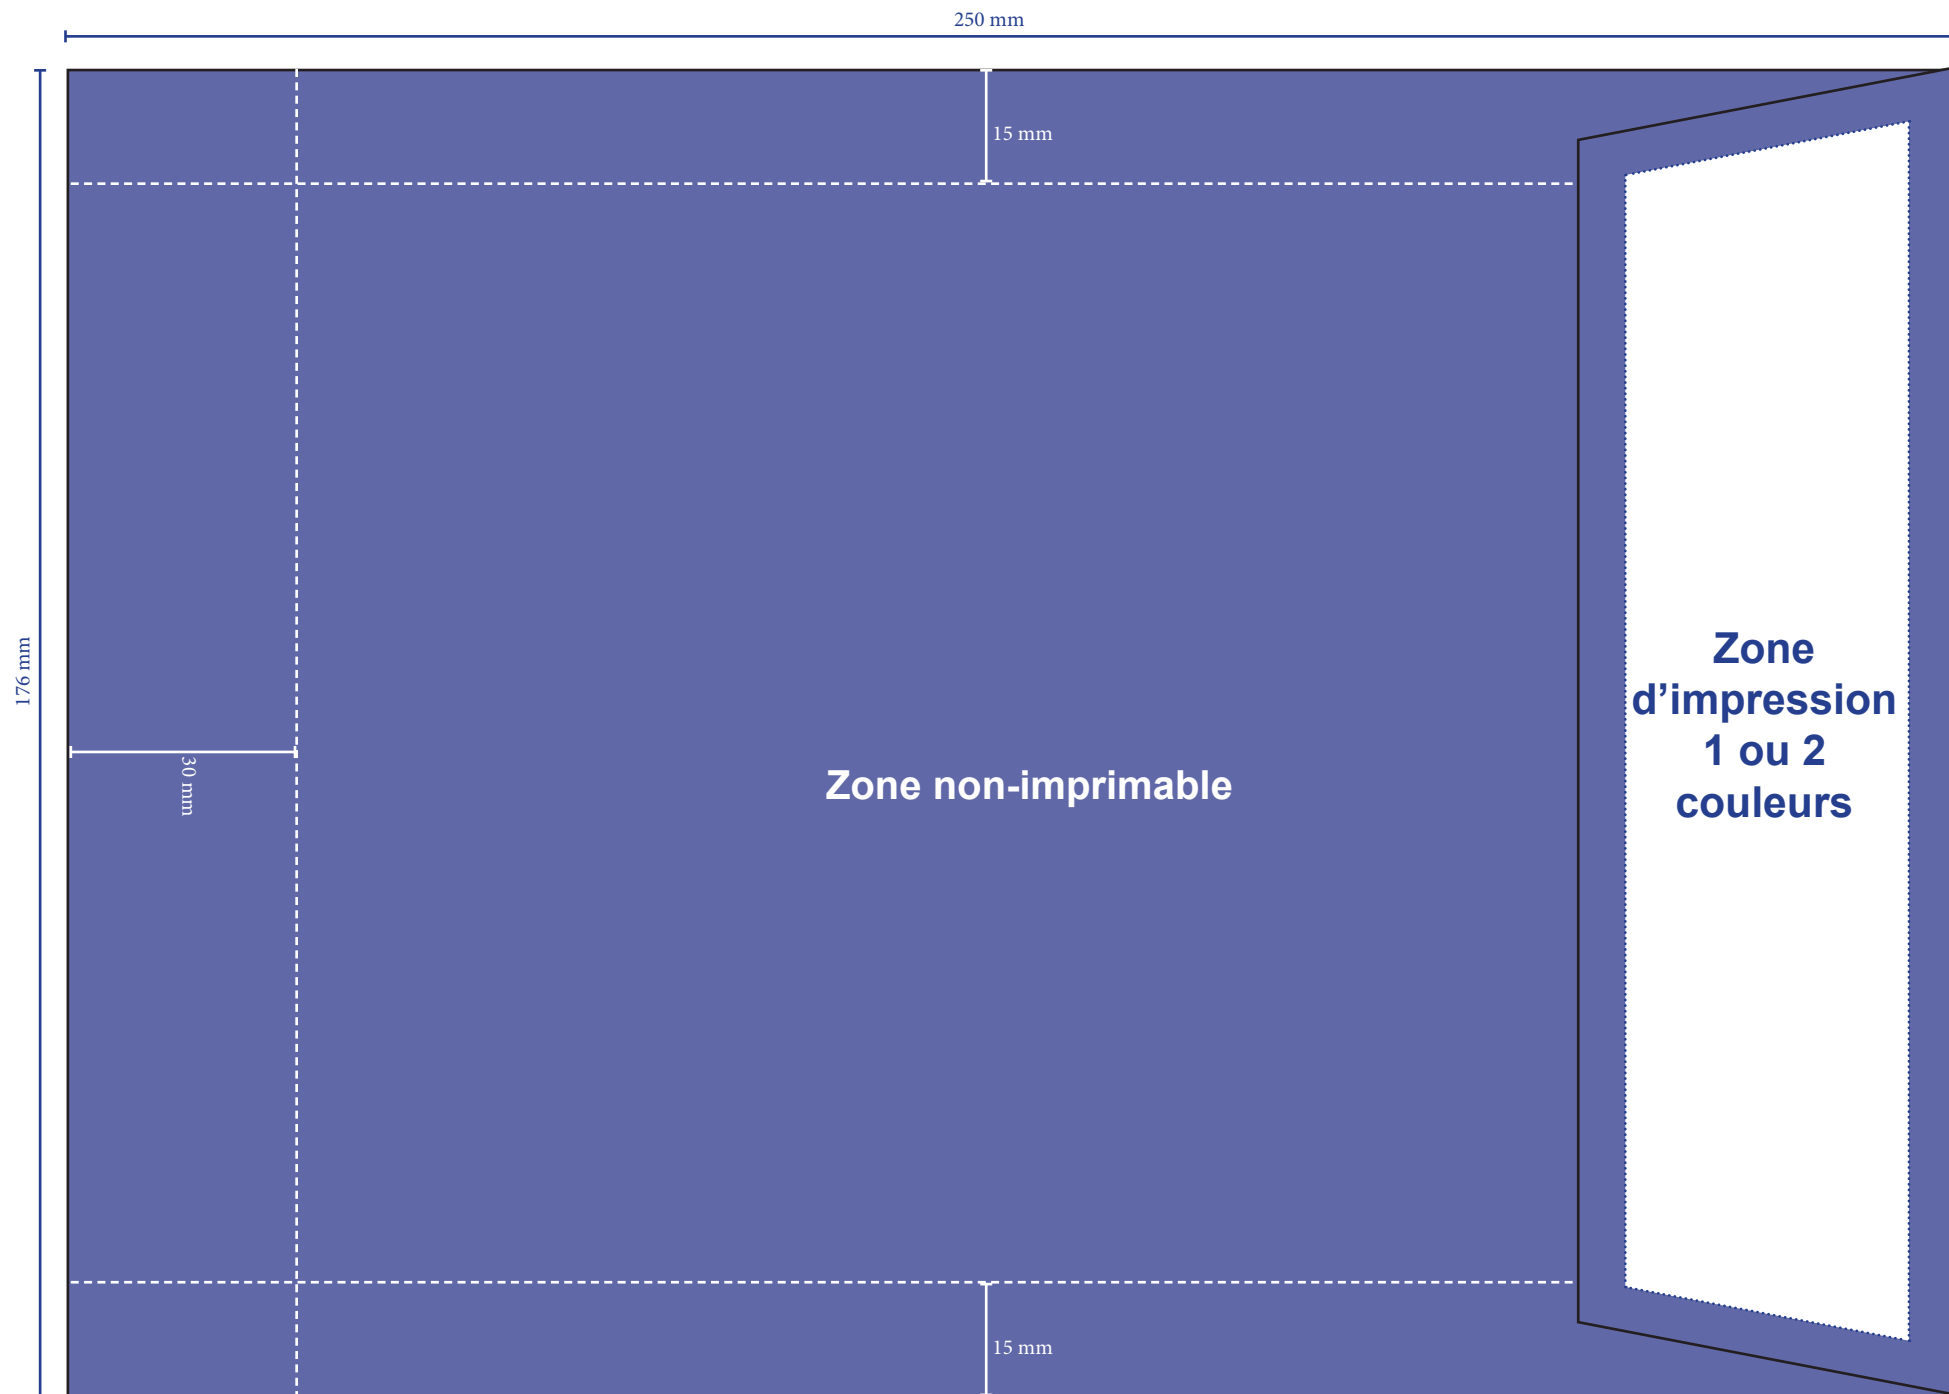 250 mm
15 mm
176 mm
30 mm
Zone non-imprimable
Zone
d’impression
1 ou 2
couleurs
15 mm